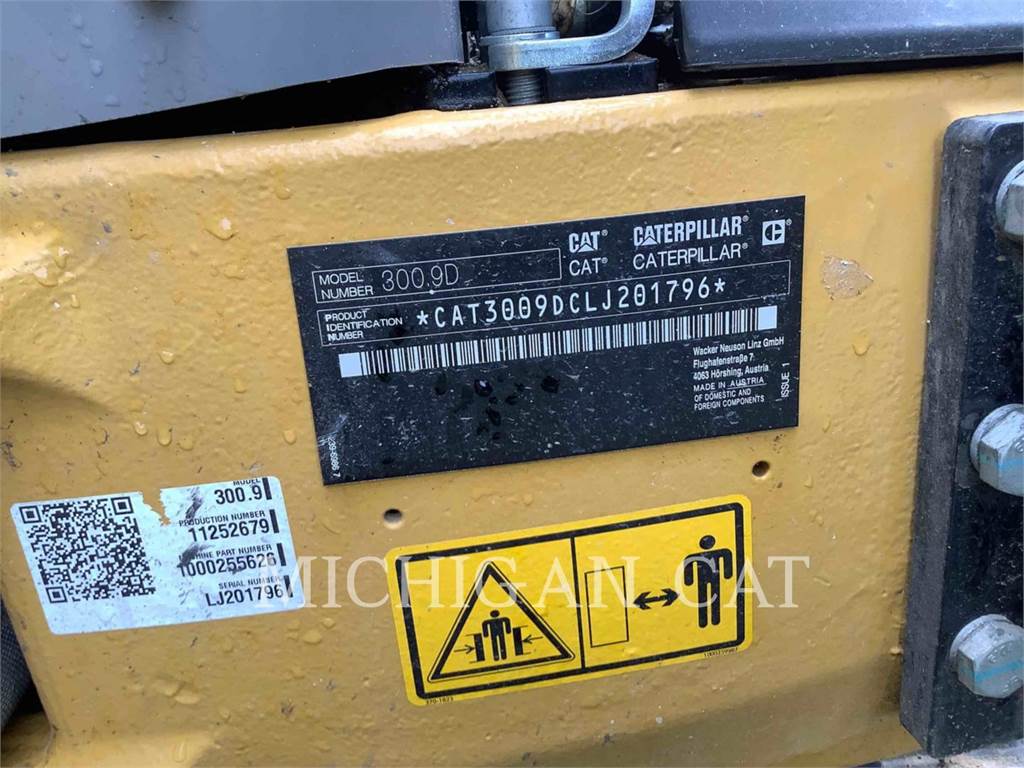 CAT® CATERPILLAR®
CAT® CATERPILLAR®
MODEL NUMBER 300.9D
PRODUCT IDENTIFICATION NUMBER *CAT3009DCLJ201796*
Wacker Neuson Linz GmbH
Flughafenstraße 7
4063 Hörsching, Austria
MADE IN AUSTRIA
OF DOMESTIC AND
FOREIGN COMPONENTS
ISSUE 1
MODEL
300.9
PRODUCTION NUMBER
11252679
PART NUMBER
1000255626
SERIAL NUMBER
LJ201796
MICHIGAN CAT
370-1623